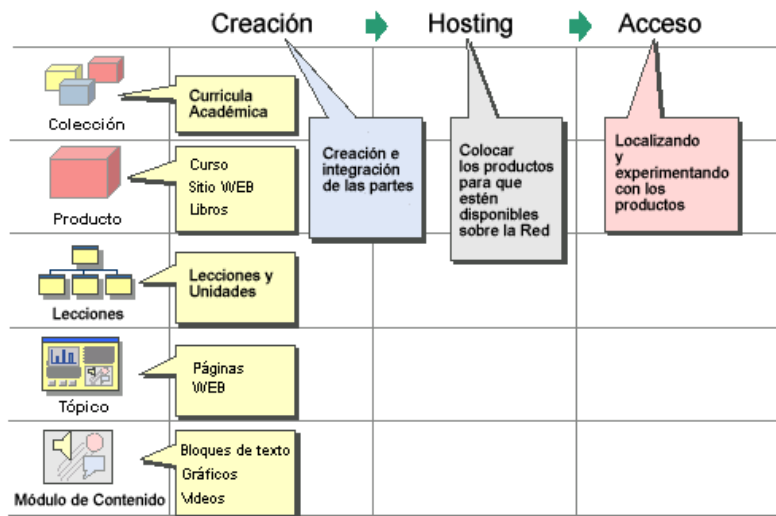 Creación
Hosting
Acceso
Colección
Curricula
Académica
Creación e
integración
de las partes
Colocar
los productos
para que
estén
disponibles
sobre la Red
Localizando
y
experimentando
con los
productos
Producto
Curso
Sitio WEB
Libros
Lecciones
Lecciones y
Unidades
Tópico
Páginas
WEB
Módulo de Contenido
Bloques de texto
Gráficos
Videos